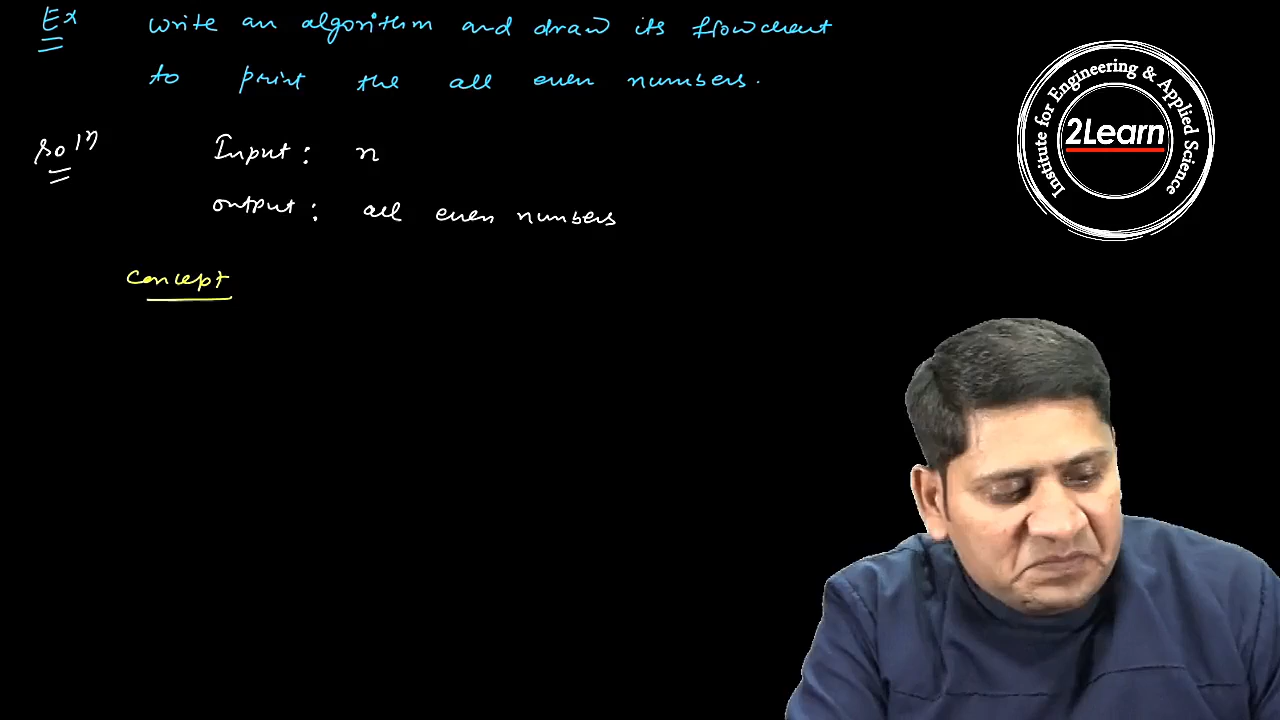 Ex write an algorithm and draw its flowchart
to print the all even numbers.
soln Input : n
output : all even numbers
Concept
Institute for Engineering & Applied Science
2Learn